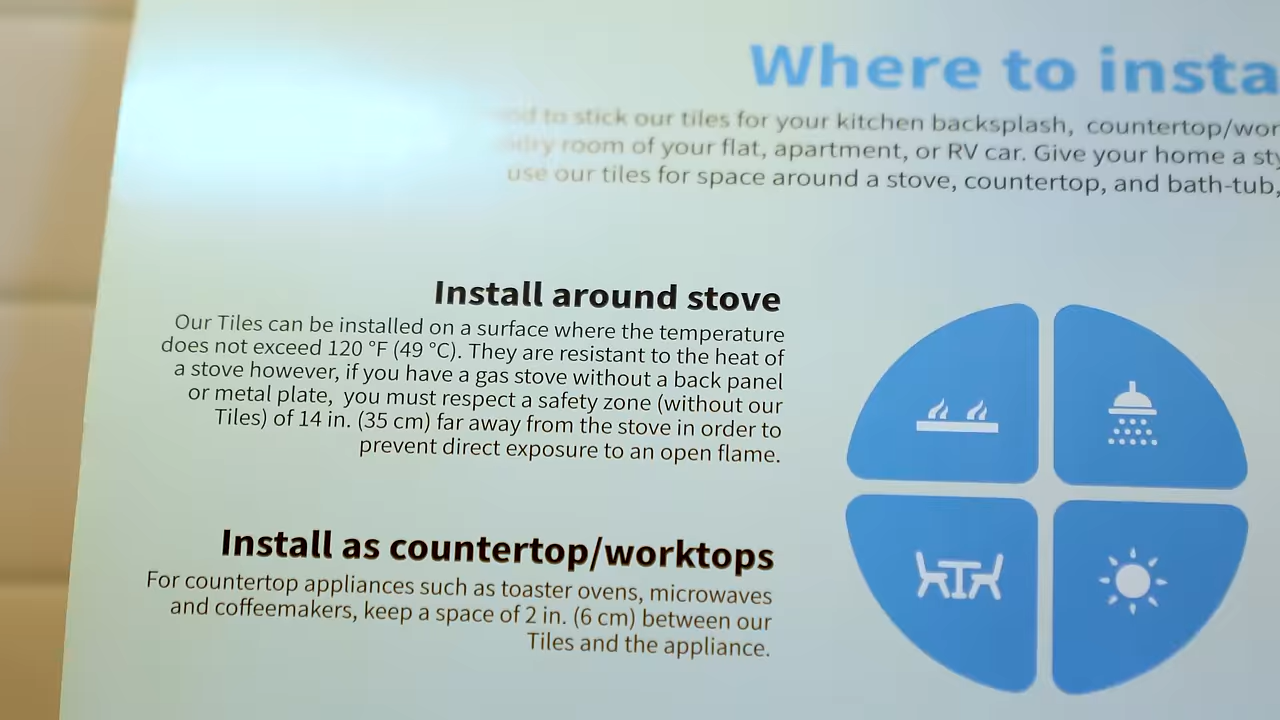 Where to insta
to stick our tiles for your kitchen backsplash, countertop/wor
room of your flat, apartment, or RV car. Give your home a sty
use our tiles for space around a stove, countertop, and bath-tub,
Install around stove
Our Tiles can be installed on a surface where the temperature
does not exceed 120 °F (49 °C). They are resistant to the heat of
a stove however, if you have a gas stove without a back panel
or metal plate, you must respect a safety zone (without our
Tiles) of 14 in. (35 cm) far away from the stove in order to
prevent direct exposure to an open flame.
Install as countertop/worktops
For countertop appliances such as toaster ovens, microwaves
and coffeemakers, keep a space of 2 in. (6 cm) between our
Tiles and the appliance.